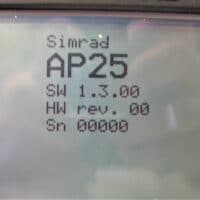 Simrad
AP25
SW 1.3.00
HW rev. 00
Sn 00000